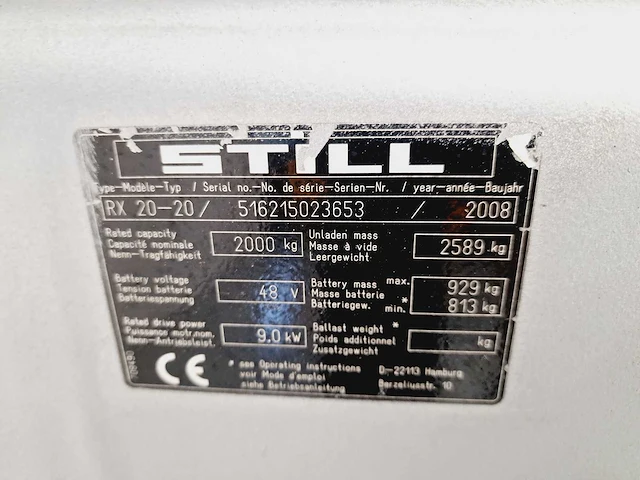 STILL
Type-Modèle-Typ / Serial no.-No. de série-Serien-Nr. / year-année-Baujahr
RX 20-20 / 516215023653 / 2008
Rated capacity
Capacité nominale
Nenn-Tragfähigkeit
2000 kg
Unladen mass
Masse à vide
Leergewicht
2589 kg
Battery voltage
Tension batterie
Batteriespannung
48 V
Battery mass max.
Masse batterie *
Batteriegew. min.
929 kg
813 kg
Rated drive power
Puissance motr.nom.
Nenn-Antriebsleist.
9.0 kW
Ballast weight *
Poids additionnel
Zusatzgewicht
kg
CE
* see Operating instructions
voir Mode d'emploi
siehe Betriebsanleitung
D-22113 Hamburg
Berzeliusstr. 10